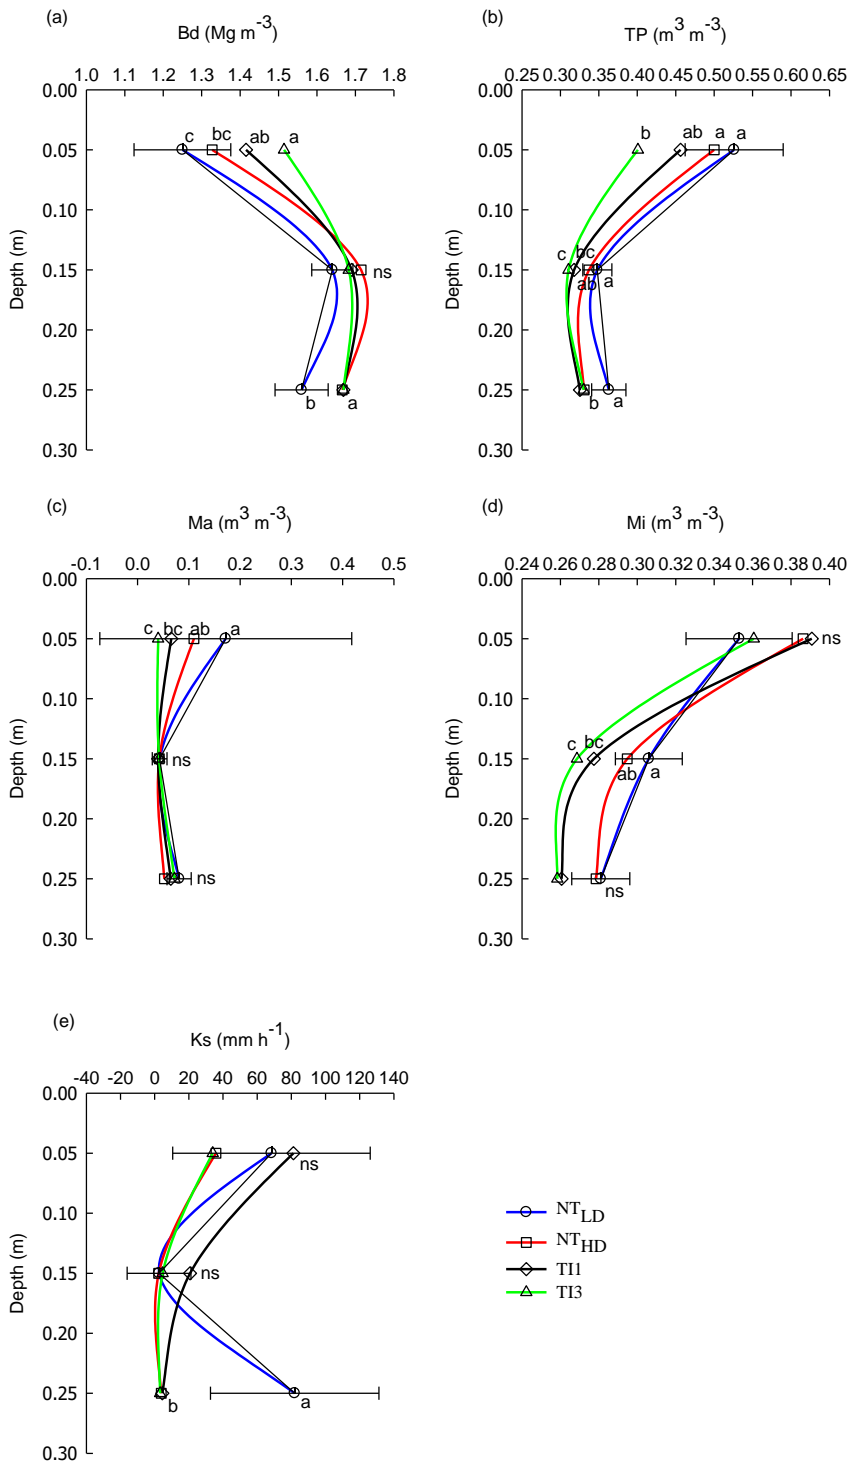 (a)
Bd (Mg m⁻³)
1.0 1.1 1.2 1.3 1.4 1.5 1.6 1.7 1.8
0.00
0.05
0.10
0.15
0.20
0.25
0.30
Depth (m)
c bc ab a
ns
b a
(b)
TP (m³ m⁻³)
0.25 0.30 0.35 0.40 0.45 0.50 0.60 0.65
0.00
0.05
0.10
0.15
0.20
0.25
0.30
Depth (m)
b ab a a
c bc
ab a
b a
(c)
Ma (m³ m⁻³)
-0.1 0.0 0.1 0.2 0.3 0.4 0.5
0.00
0.05
0.10
0.15
0.20
0.25
0.30
Depth (m)
c bc ab a
ns
ns
(d)
Mi (m³ m⁻³)
0.24 0.26 0.28 0.30 0.32 0.36 0.38 0.40
0.00
0.05
0.10
0.15
0.20
0.25
0.30
Depth (m)
ns
c bc
ab a
ns
(e)
Ks (mm h⁻¹)
-40 -20 0 20 40 60 80 100 120 140
0.00
0.05
0.10
0.15
0.20
0.25
0.30
Depth (m)
ns
ns
b a
NT_LD
NT_HD
TI1
TI3